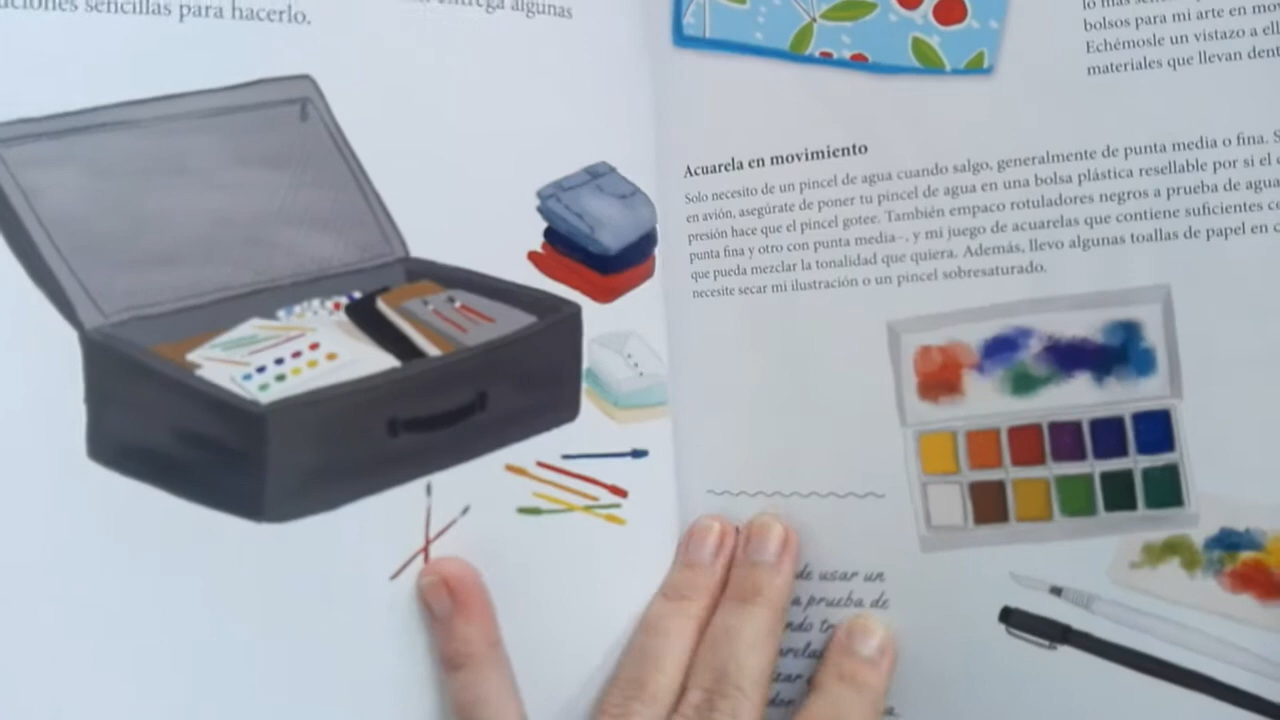 ciones sencillas para hacerlo.
entrega algunas
bolsos para mi arte en mo
Echémosle un vistazo a ell
materiales que llevan dent
Acuarela en movimiento
Solo necesito de un pincel de agua cuando salgo, generalmente de punta media o fina. S
en avión, asegúrate de poner tu pincel de agua en una bolsa plástica resellable por si el
presión hace que el pincel gotee. También empaco rotuladores negros a prueba de agua
punta fina y otro con punta media–, y mi juego de acuarelas que contiene suficientes co
que pueda mezclar la tonalidad que quiera. Además, llevo algunas toallas de papel en c
necesite secar mi ilustración o un pincel sobresaturado.
de usar un
a prueba de